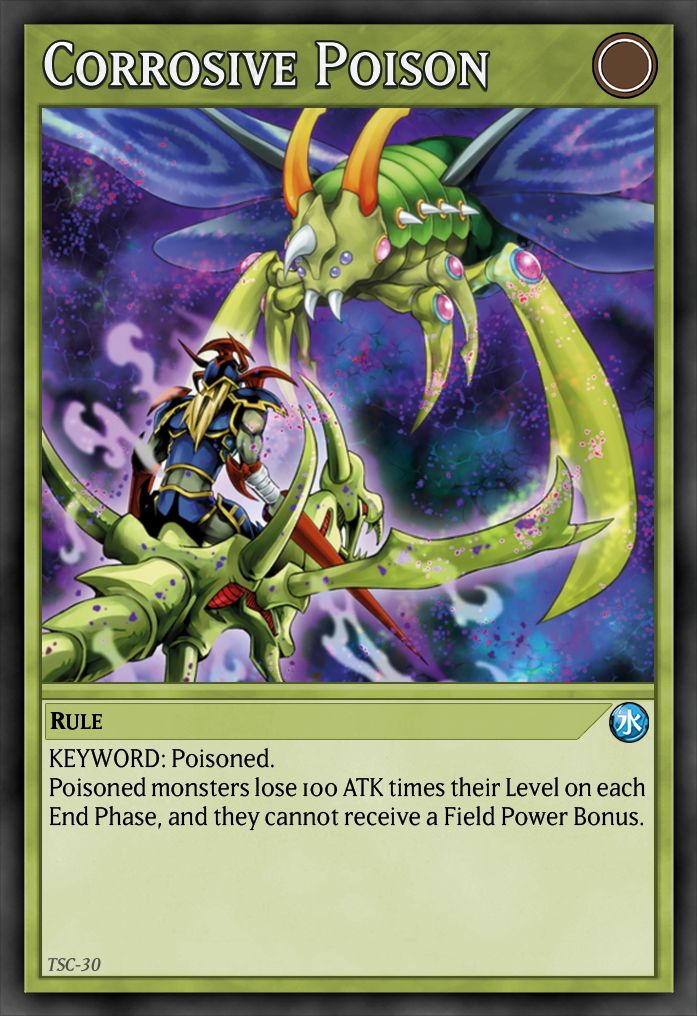 Corrosive Poison
Rule
水
KEYWORD: Poisoned.
Poisoned monsters lose 100 ATK times their Level on each
End Phase, and they cannot receive a Field Power Bonus.
TSC-30